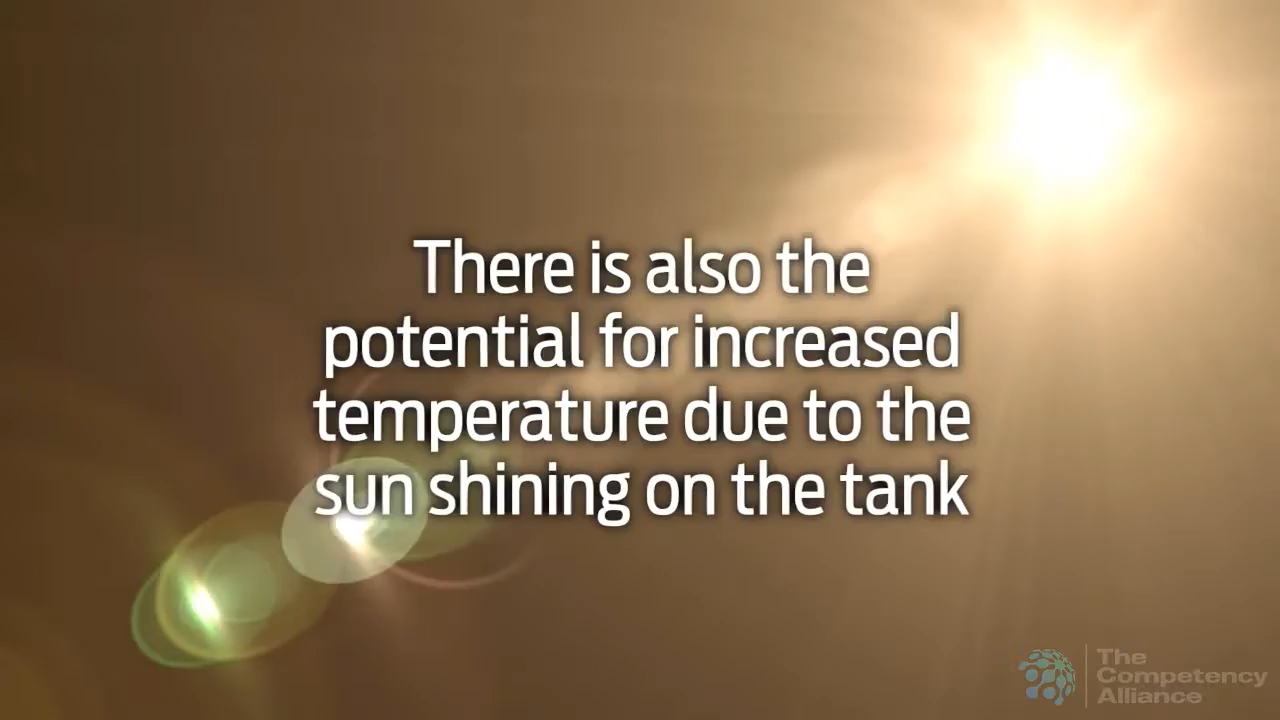 There is also the
potential for increased
temperature due to the
sun shining on the tank
The
Competency
Alliance